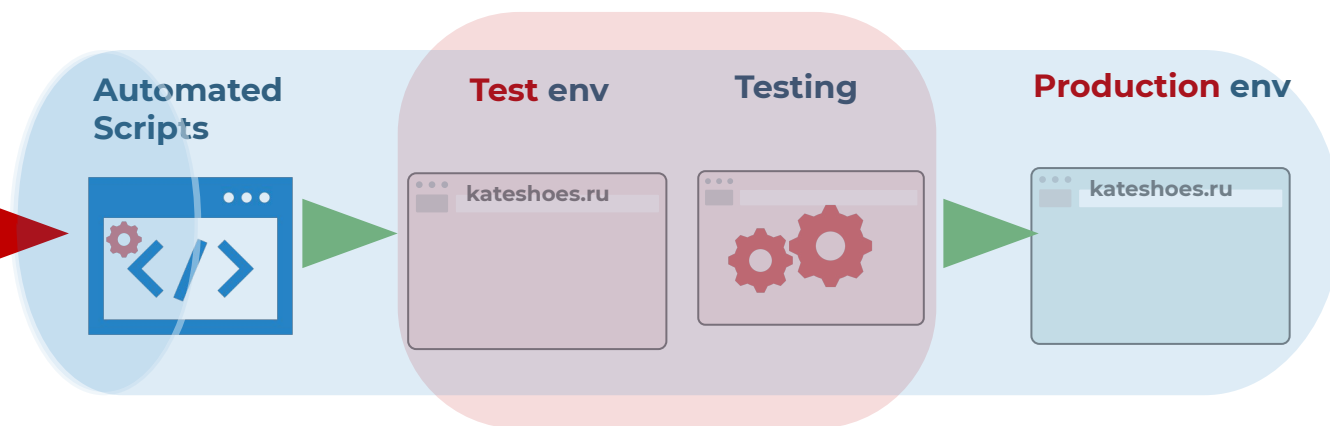 Automated
Scripts
Test env
Testing
Production env
kateshoes.ru
kateshoes.ru